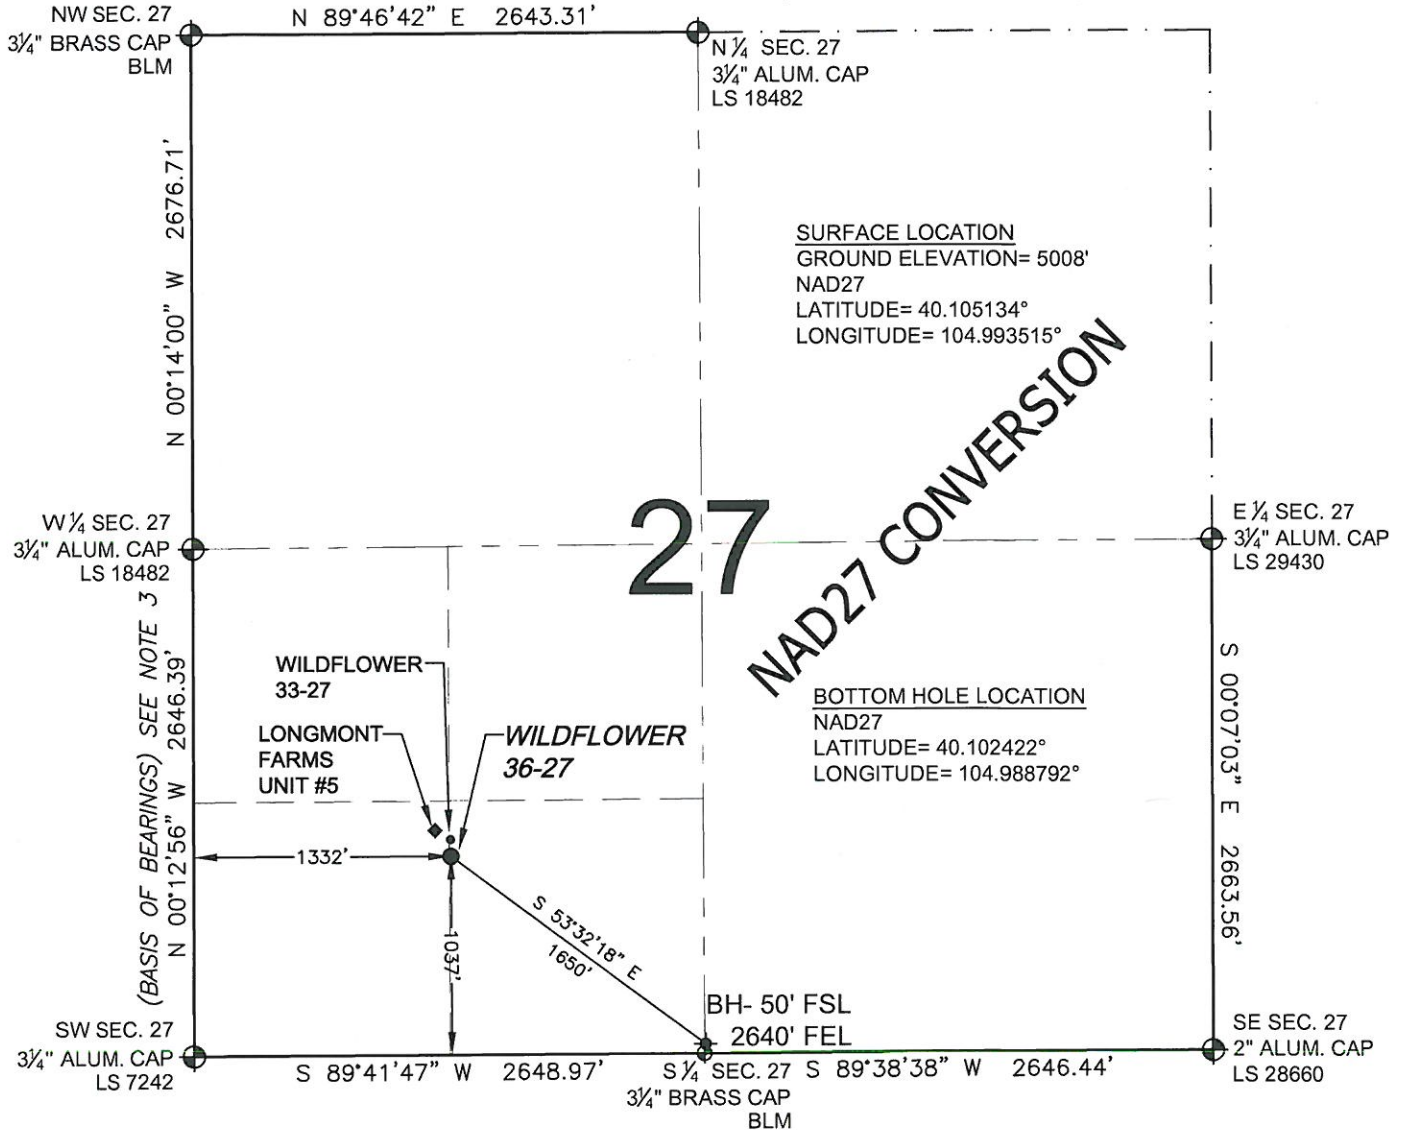 NW SEC. 27
3¼" BRASS CAP
BLM
N 89°46'42" E 2643.31'
N ¼ SEC. 27
3¼" ALUM. CAP
LS 18482
N 00°14'00" W 2676.71'
SURFACE LOCATION
GROUND ELEVATION= 5008'
NAD27
LATITUDE= 40.105134°
LONGITUDE= 104.993515°
NAD27 CONVERSION
27
W ¼ SEC. 27
3¼" ALUM. CAP
LS 18482
E ¼ SEC. 27
3¼" ALUM. CAP
LS 29430
(BASIS OF BEARINGS) SEE NOTE 3
N 00°12'56" W 2646.39'
WILDFLOWER
33-27
LONGMONT
FARMS
UNIT #5
WILDFLOWER
36-27
BOTTOM HOLE LOCATION
NAD27
LATITUDE= 40.102422°
LONGITUDE= 104.988792°
S 00°07'03" E 2663.56'
1332'
1037'
S 53°32'18" E
1650'
BH- 50' FSL
2640' FEL
SW SEC. 27
3¼" ALUM. CAP
LS 7242
S 89°41'47" W 2648.97'
S ¼ SEC. 27
3¼" BRASS CAP
BLM
S 89°38'38" W 2646.44'
SE SEC. 27
2" ALUM. CAP
LS 28660